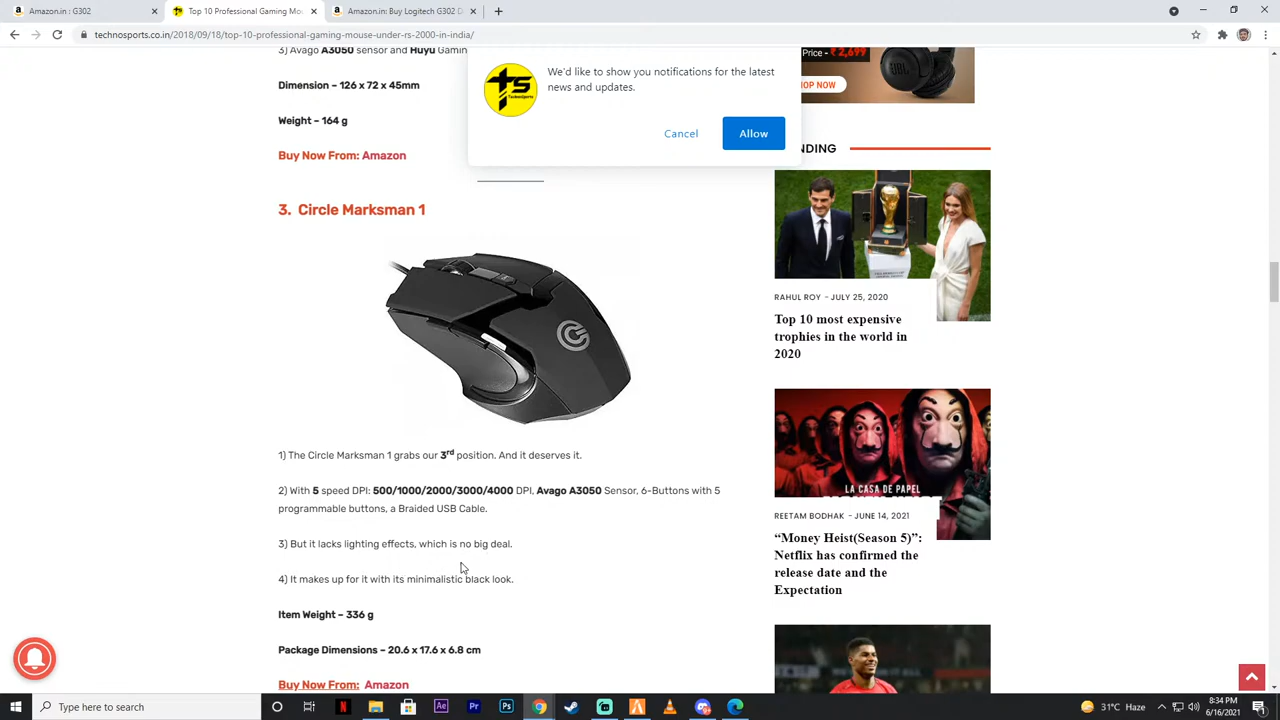 Amazon.in : G302
Top 10 Professional Gaming Mou
Amazon.in: Buy Logitech G302 D
technosports.co.in/2018/09/18/top-10-professional-gaming-mouse-under-rs-2000-in-india/
3) Avago A3050 sensor and Huyu Gamin
Dimension – 126 x 72 x 45mm
Weight – 164 g
Buy Now From: Amazon
TS
We'd like to show you notifications for the latest
news and updates.
Cancel
Allow
Price - ₹ 2,699
JBL
HOP NOW
NDING
3. Circle Marksman 1
1) The Circle Marksman 1 grabs our 3rd position. And it deserves it.
2) With 5 speed DPI: 500/1000/2000/3000/4000 DPI, Avago A3050 Sensor, 6-Buttons with 5
programmable buttons, a Braided USB Cable.
3) But it lacks lighting effects, which is no big deal.
4) It makes up for it with its minimalistic black look.
Item Weight – 336 g
Package Dimensions – 20.6 x 17.6 x 6.8 cm
Buy Now From: Amazon
RAHUL ROY - JULY 25, 2020
Top 10 most expensive
trophies in the world in
2020
LA CASA DE PAPEL
REETAM BODHAK - JUNE 14, 2021
“Money Heist(Season 5)”:
Netflix has confirmed the
release date and the
Expectation
Type here to search
N
Ae
Pr
Ps
31°C Haze
8:34 PM
6/16/2021